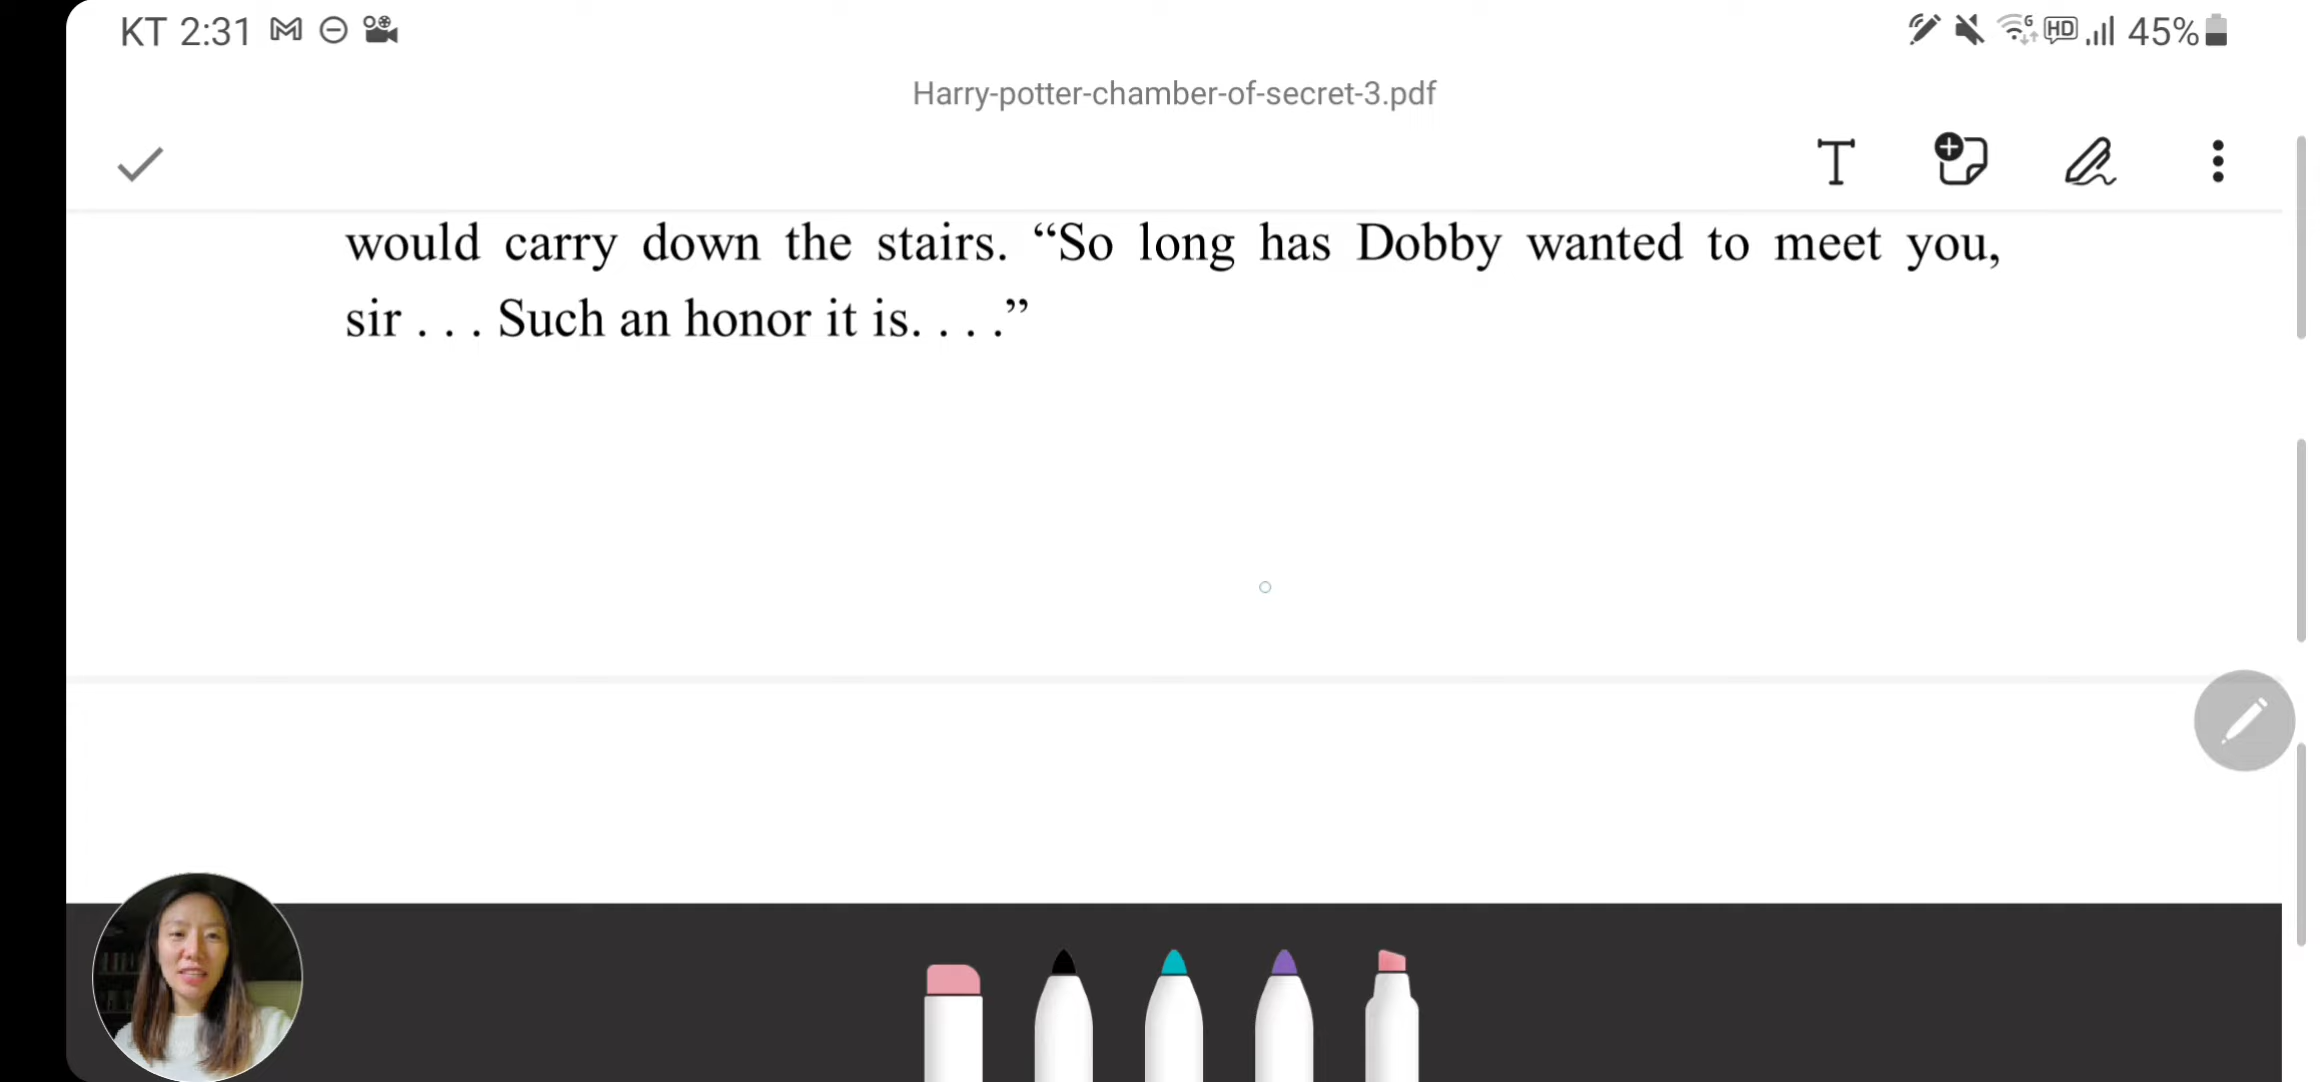 KT 2:31 HD 45%
Harry-potter-chamber-of-secret-3.pdf
T
would carry down the stairs. “So long has Dobby wanted to meet you,
sir . . . Such an honor it is. . . .”